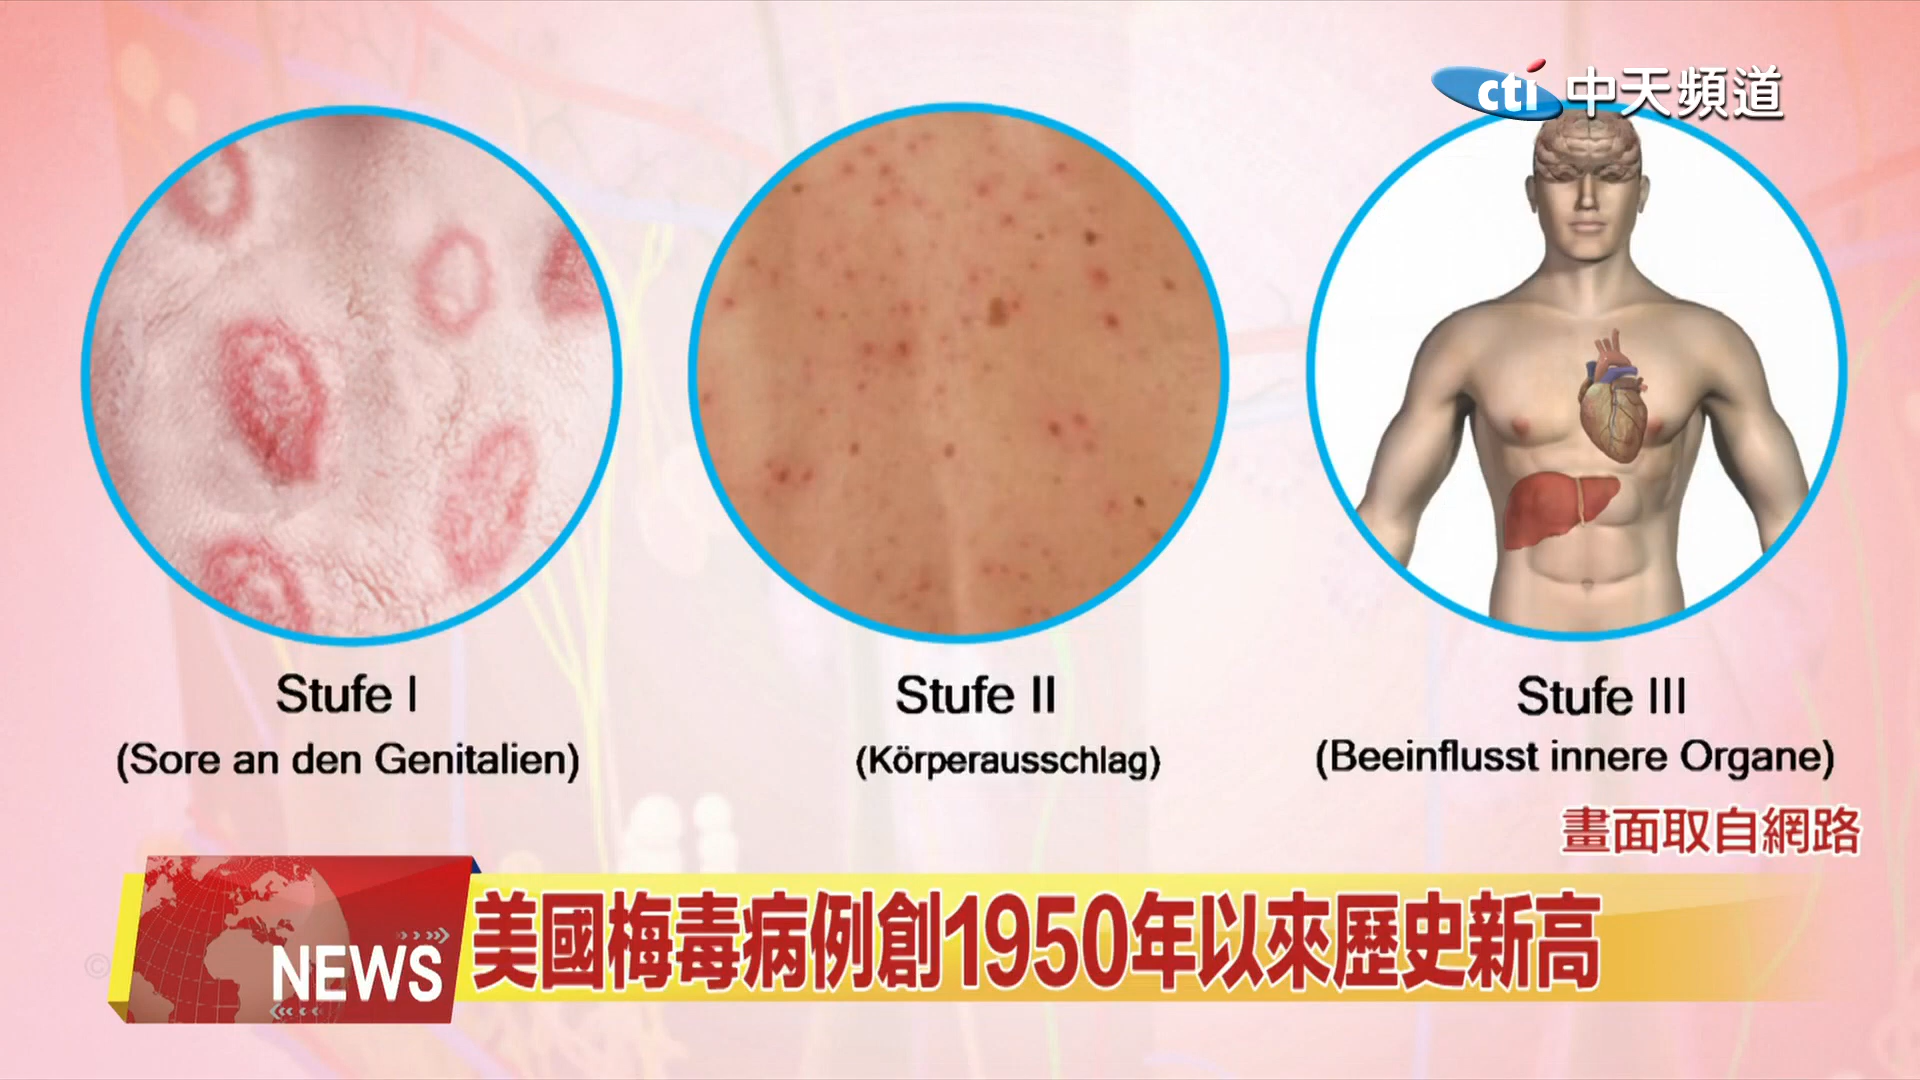 cti 中天頻道
Stufe I
(Sore an den Genitalien)
Stufe II
(Körperausschlag)
Stufe III
(Beeinflusst innere Organe)
畫面取自網路
NEWS
美國梅毒病例創1950年以來歷史新高
©